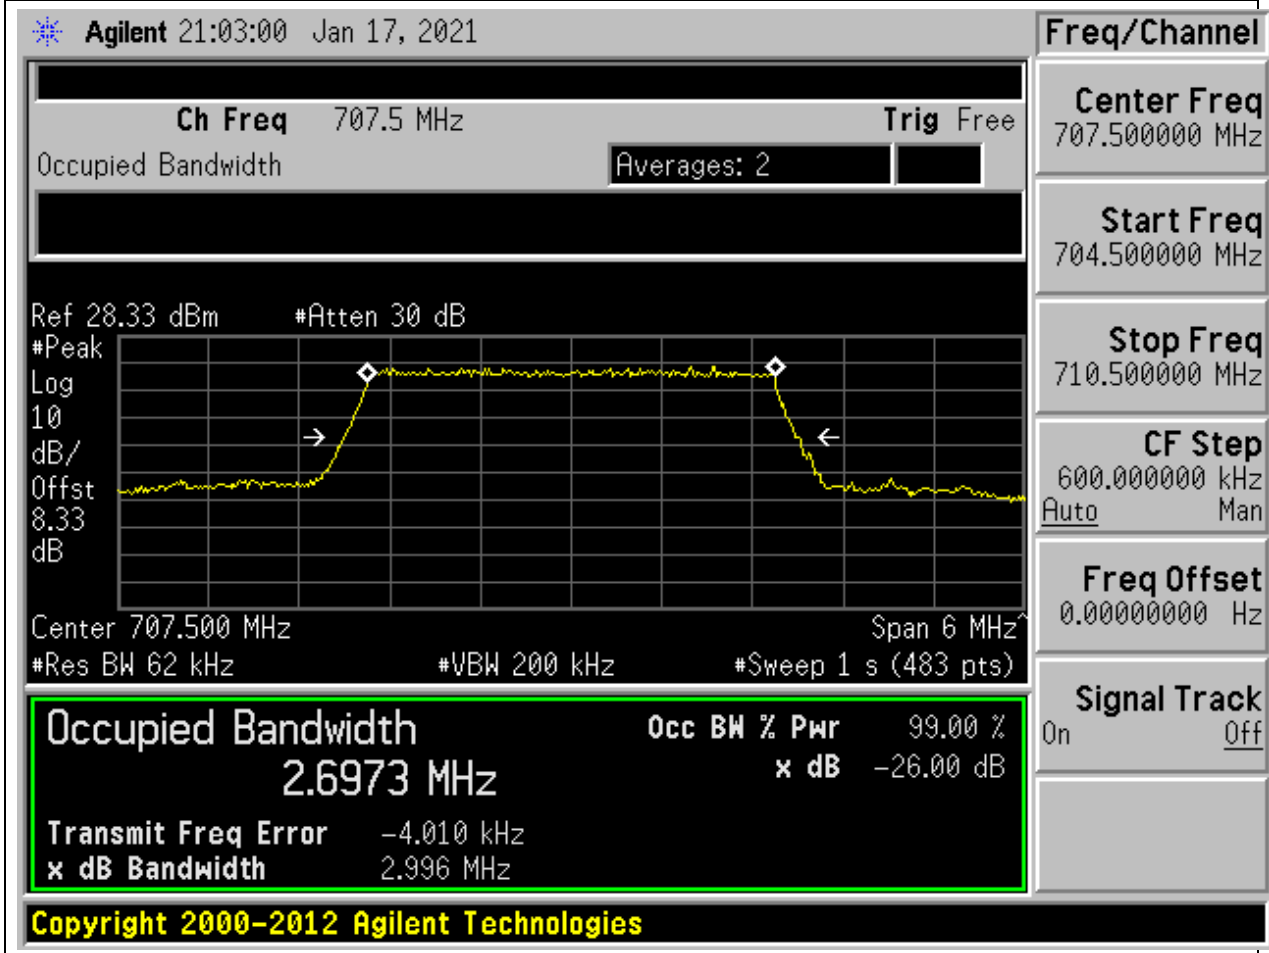 Agilent 21:03:00 Jan 17, 2021
Freq/Channel
Ch Freq 707.5 MHz Trig Free
Occupied Bandwidth Averages: 2
Ref 28.33 dBm #Atten 30 dB
#Peak
Log
10
dB/
Offst
8.33
dB
Center 707.500 MHz Span 6 MHz^
#Res BW 62 kHz #VBW 200 kHz #Sweep 1 s (483 pts)
Occupied Bandwidth Occ BW % Pwr 99.00 %
2.6973 MHz x dB -26.00 dB
Transmit Freq Error -4.010 kHz
x dB Bandwidth 2.996 MHz
Center Freq
707.500000 MHz
Start Freq
704.500000 MHz
Stop Freq
710.500000 MHz
CF Step
600.000000 kHz
Auto Man
Freq Offset
0.00000000 Hz
Signal Track
On Off
Copyright 2000-2012 Agilent Technologies